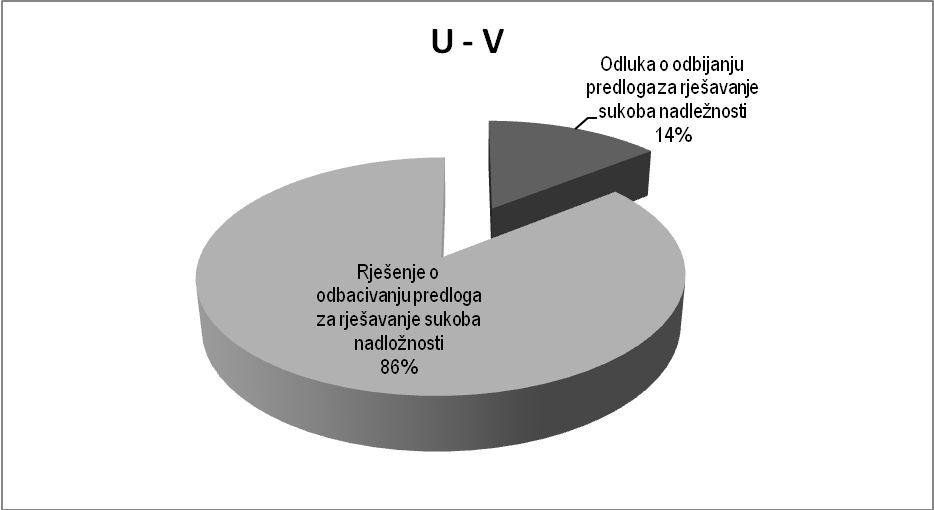 U - V
Odluka o odbijanju
predloga za rješavanje
sukoba nadležnosti
14%
Rješenje o
odbacivanju predloga
za rješavanje sukoba
nadložnosti
86%